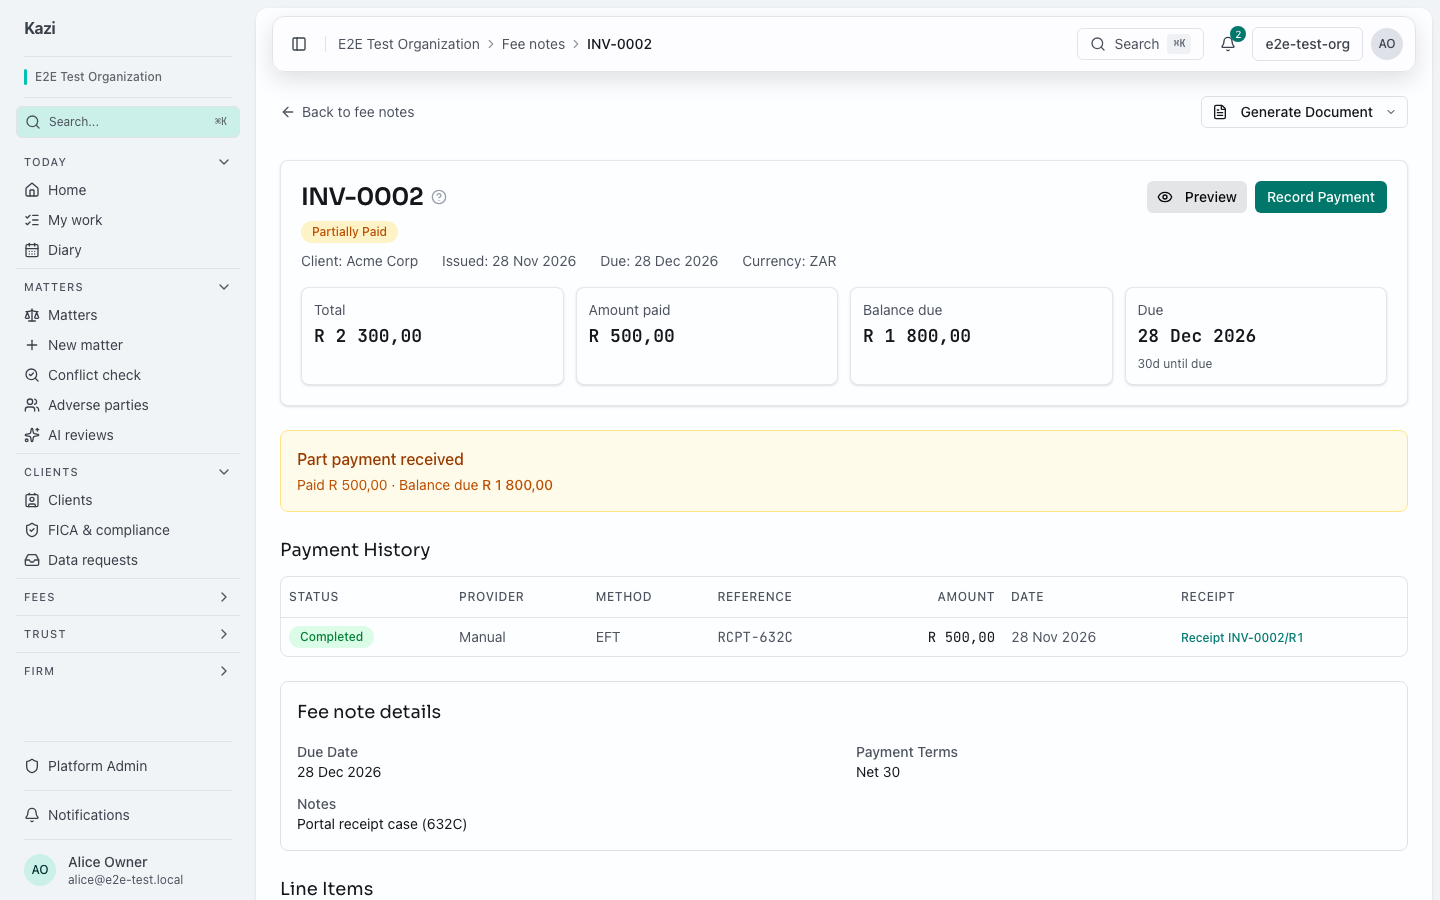 Kazi
E2E Test Organization
Search... ⌘K
TODAY
Home
My work
Diary
MATTERS
Matters
New matter
Conflict check
Adverse parties
AI reviews
CLIENTS
Clients
FICA & compliance
Data requests
FEES
TRUST
FIRM
Platform Admin
Notifications
AO
Alice Owner
alice@e2e-test.local
E2E Test Organization > Fee notes > INV-0002
Search ⌘K
2
e2e-test-org
AO
Back to fee notes
Generate Document
INV-0002
Preview
Record Payment
Partially Paid
Client: Acme Corp Issued: 28 Nov 2026 Due: 28 Dec 2026 Currency: ZAR
Total
R 2 300,00
Amount paid
R 500,00
Balance due
R 1 800,00
Due
28 Dec 2026
30d until due
Part payment received
Paid R 500,00 · Balance due R 1 800,00
Payment History
STATUS PROVIDER METHOD REFERENCE AMOUNT DATE RECEIPT
Completed Manual EFT RCPT-632C R 500,00 28 Nov 2026 Receipt INV-0002/R1
Fee note details
Due Date
28 Dec 2026
Payment Terms
Net 30
Notes
Portal receipt case (632C)
Line Items